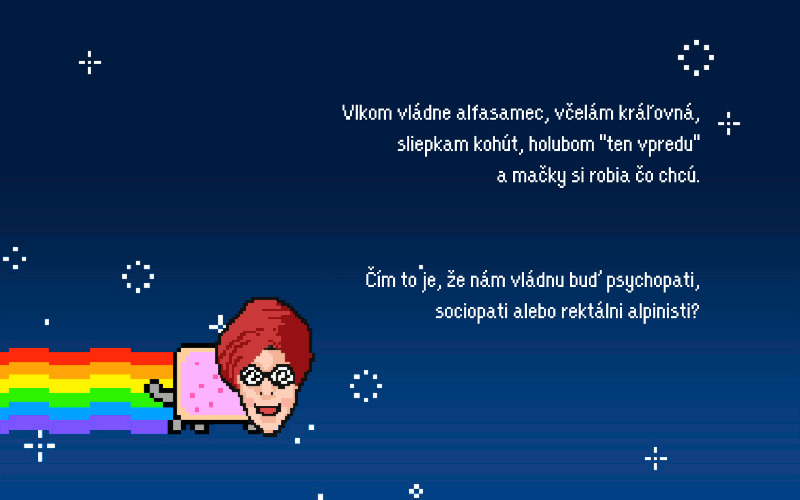 Vlkom vládne alfasamec, včelám kráľovná,
sliepkam kohút, holubom "ten vpredu"
a mačky si robia čo chcú.
Čím to je, že nám vládnu buď psychopati,
sociopati alebo rektálni alpinisti?